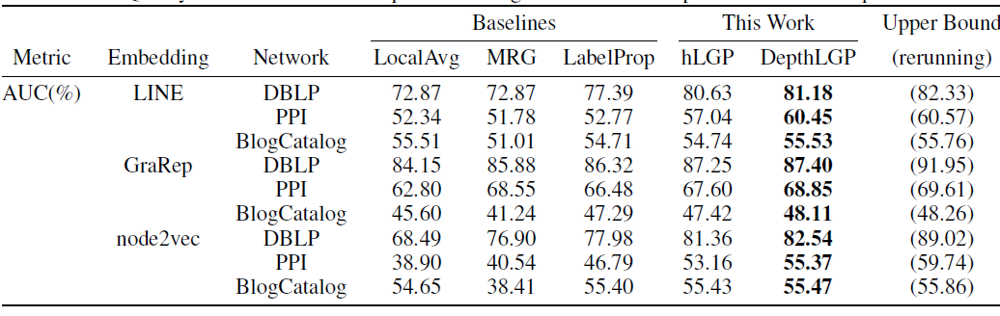 Baselines This Work Upper Bound
Metric Embedding Network LocalAvg MRG LabelProp hLGP DepthLGP (rerunning)
AUC(%) LINE DBLP 72.87 72.87 77.39 80.63 81.18 (82.33)
PPI 52.34 51.78 52.77 57.04 60.45 (60.57)
BlogCatalog 55.51 51.01 54.71 54.74 55.53 (55.76)
GraRep DBLP 84.15 85.88 86.32 87.25 87.40 (91.95)
PPI 62.80 68.55 66.48 67.60 68.85 (69.61)
BlogCatalog 45.60 41.24 47.29 47.42 48.11 (48.26)
node2vec DBLP 68.49 76.90 77.98 81.36 82.54 (89.02)
PPI 38.90 40.54 46.79 53.16 55.37 (59.74)
BlogCatalog 54.65 38.41 55.40 55.43 55.47 (55.86)